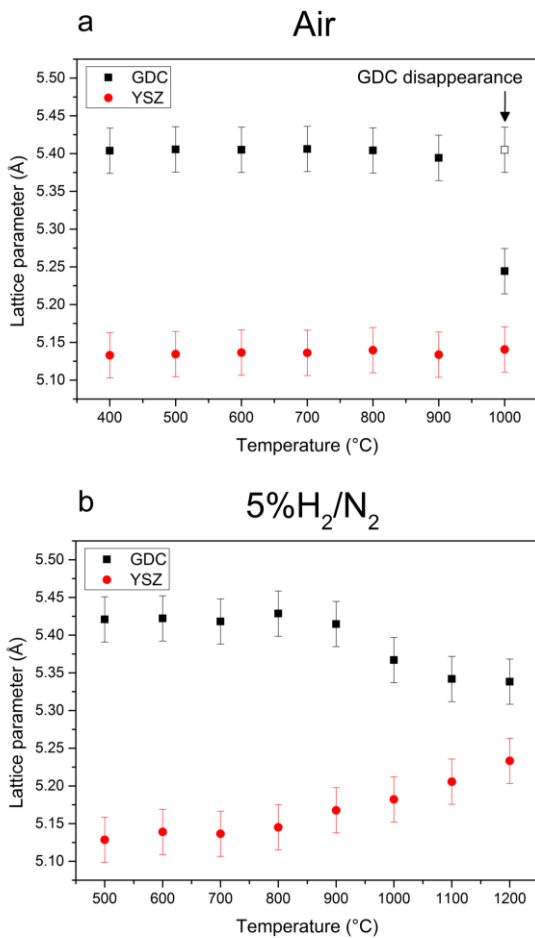 a
Air
GDC
YSZ
GDC disappearance
Lattice parameter (Å)
5.50
5.45
5.40
5.35
5.30
5.25
5.20
5.15
5.10
400 500 600 700 800 900 1000
Temperature (°C)
b
5%H₂/N₂
GDC
YSZ
Lattice parameter (Å)
5.50
5.45
5.40
5.35
5.30
5.25
5.20
5.15
5.10
500 600 700 800 900 1000 1100 1200
Temperature (°C)